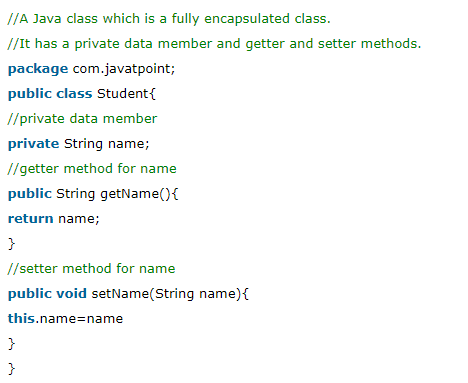 //A Java class which is a fully encapsulated class.
//It has a private data member and getter and setter methods.
package com.javatpoint;
public class Student{
//private data member
private String name;
//getter method for name
public String getName(){
return name;
}
//setter method for name
public void setName(String name){
this.name=name
}
}